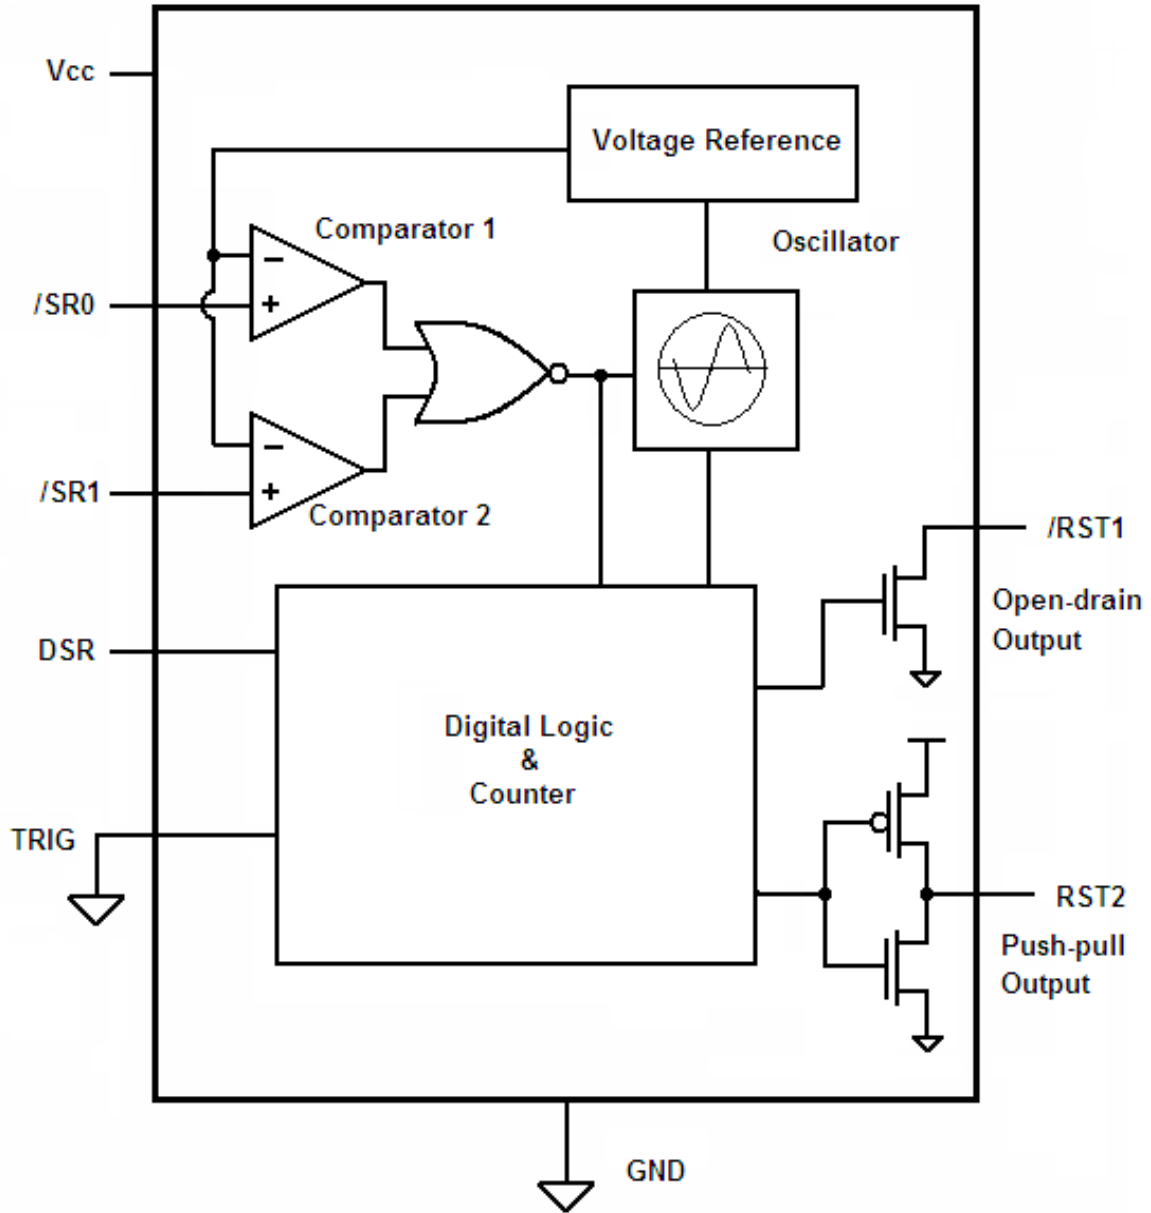 Vcc
Voltage Reference
Comparator 1
Oscillator
−
/SR0
+
−
/SR1
+
Comparator 2
/RST1
Open-drain
Output
DSR
Digital Logic
&
Counter
TRIG
RST2
Push-pull
Output
GND